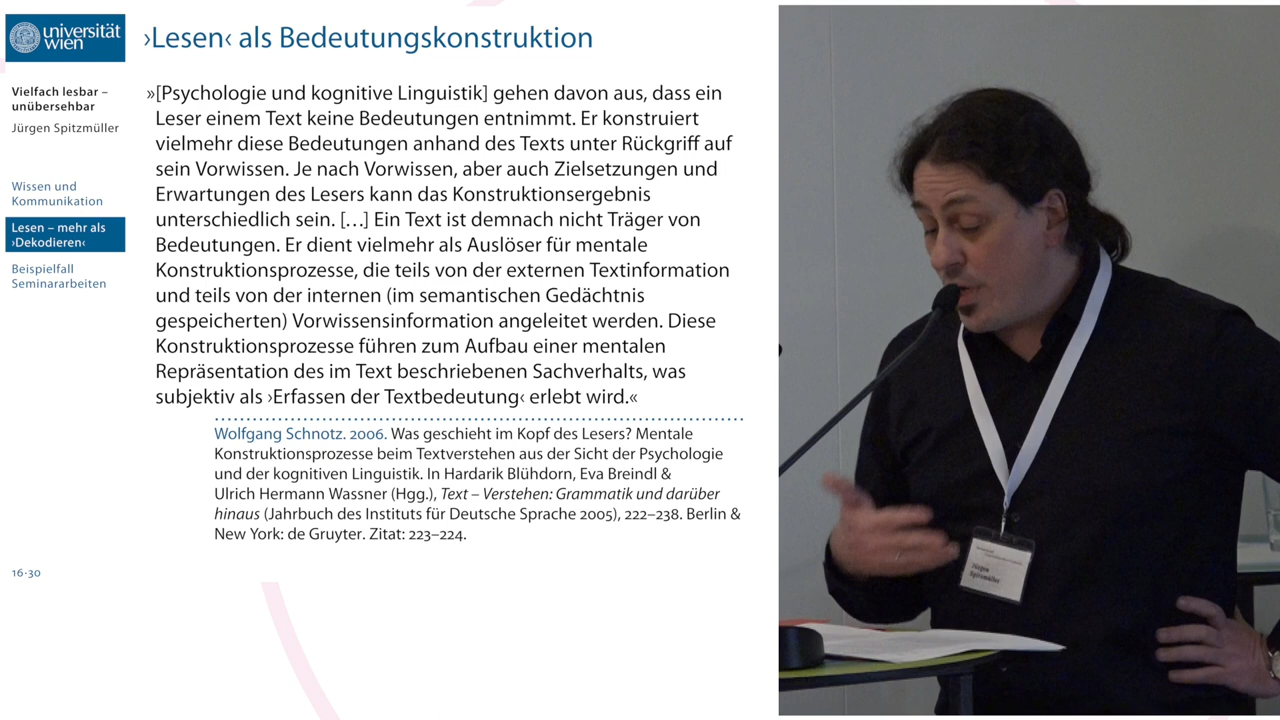 universität
wien
›Lesen‹ als Bedeutungskonstruktion
Vielfach lesbar –
unübersehbar
Jürgen Spitzmüller
Wissen und
Kommunikation
Lesen – mehr als
›Dekodieren‹
Beispielfall
Seminararbeiten
16·30
»[Psychologie und kognitive Linguistik] gehen davon aus, dass ein
Leser einem Text keine Bedeutungen entnimmt. Er konstruiert
vielmehr diese Bedeutungen anhand des Texts unter Rückgriff auf
sein Vorwissen. Je nach Vorwissen, aber auch Zielsetzungen und
Erwartungen des Lesers kann das Konstruktionsergebnis
unterschiedlich sein. […] Ein Text ist demnach nicht Träger von
Bedeutungen. Er dient vielmehr als Auslöser für mentale
Konstruktionsprozesse, die teils von der externen Textinformation
und teils von der internen (im semantischen Gedächtnis
gespeicherten) Vorwissensinformation angeleitet werden. Diese
Konstruktionsprozesse führen zum Aufbau einer mentalen
Repräsentation des im Text beschriebenen Sachverhalts, was
subjektiv als ›Erfassen der Textbedeutung‹ erlebt wird.«
Wolfgang Schnotz. 2006. Was geschieht im Kopf des Lesers? Mentale
Konstruktionsprozesse beim Textverstehen aus der Sicht der Psychologie
und der kognitiven Linguistik. In Hardarik Blühdorn, Eva Breindl &
Ulrich Hermann Wassner (Hgg.), Text – Verstehen: Grammatik und darüber
hinaus (Jahrbuch des Instituts für Deutsche Sprache 2005), 222–238. Berlin &
New York: de Gruyter. Zitat: 223–224.
Jürgen
Spitzmüller